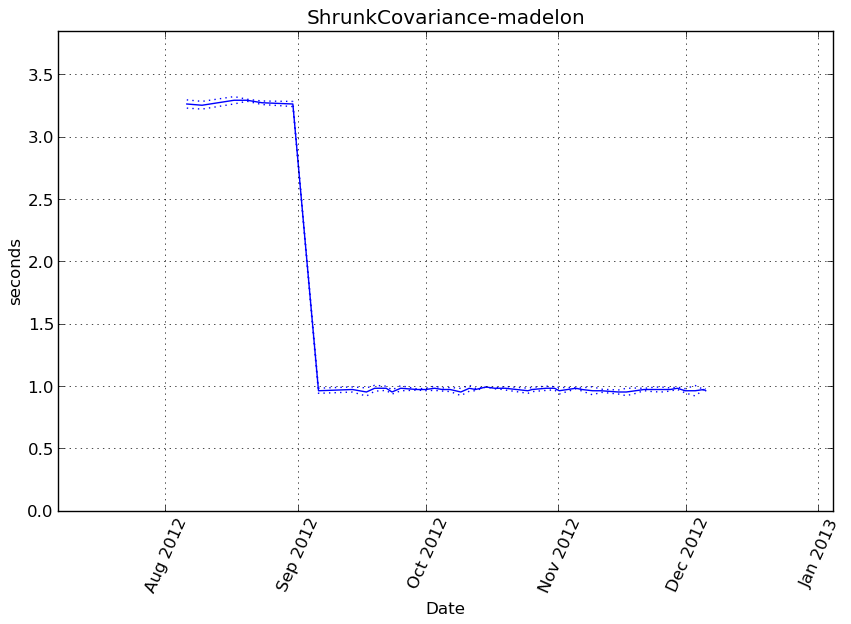 ShrunkCovariance-madelon
3.5
3.0
2.5
2.0
1.5
1.0
0.5
0.0
seconds
Aug 2012
Sep 2012
Oct 2012
Nov 2012
Dec 2012
Jan 2013
Date